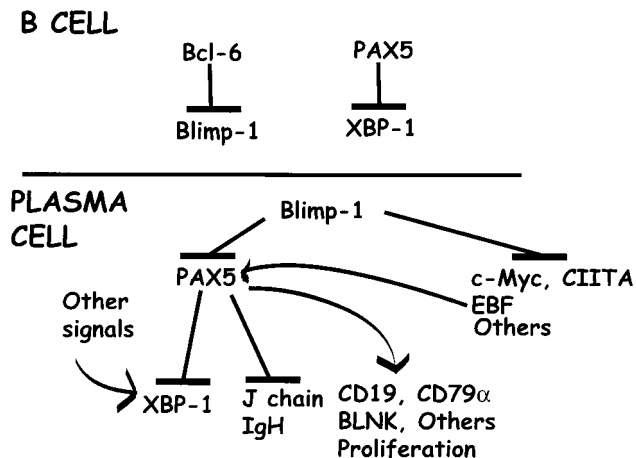 B CELL
Bcl-6
PAX5
Blimp-1
XBP-1
PLASMA
CELL
Blimp-1
PAX5
c-Myc, CIITA
EBF
Others
Other
signals
XBP-1
J chain
IgH
CD19, CD79α
BLNK, Others
Proliferation